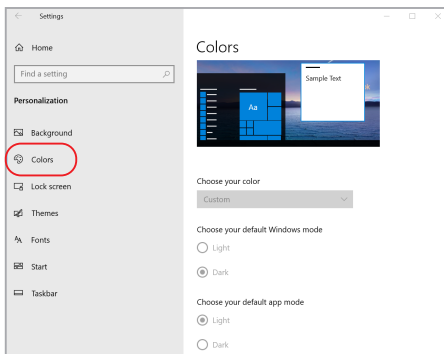 Settings
Home
Find a setting
Personalization
Background
Colors
Lock screen
Themes
Fonts
Start
Taskbar
Colors
Sample Text
Aa
Choose your color
Custom
Choose your default Windows mode
Light
Dark
Choose your default app mode
Light
Dark